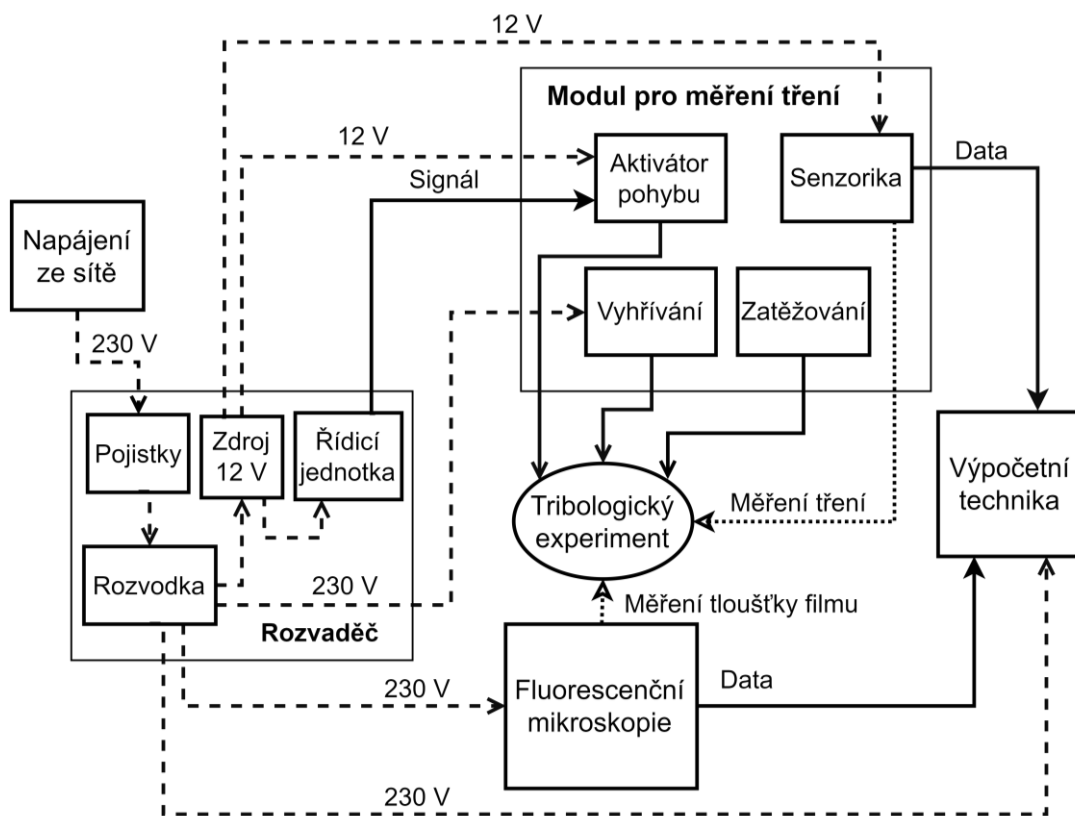 12 V
Modul pro měření tření
12 V
Aktivátor
pohybu
Senzorika
Data
Signál
Napájení
ze sítě
Vyhřívání
Zatěžování
230 V
Pojistky
Zdroj
12 V
Řídicí
jednotka
Výpočetní
technika
Tribologický
experiment
Měření tření
Rozvodka
230 V
Měření tloušťky filmu
Rozvaděč
Fluorescenční
mikroskopie
Data
230 V
230 V